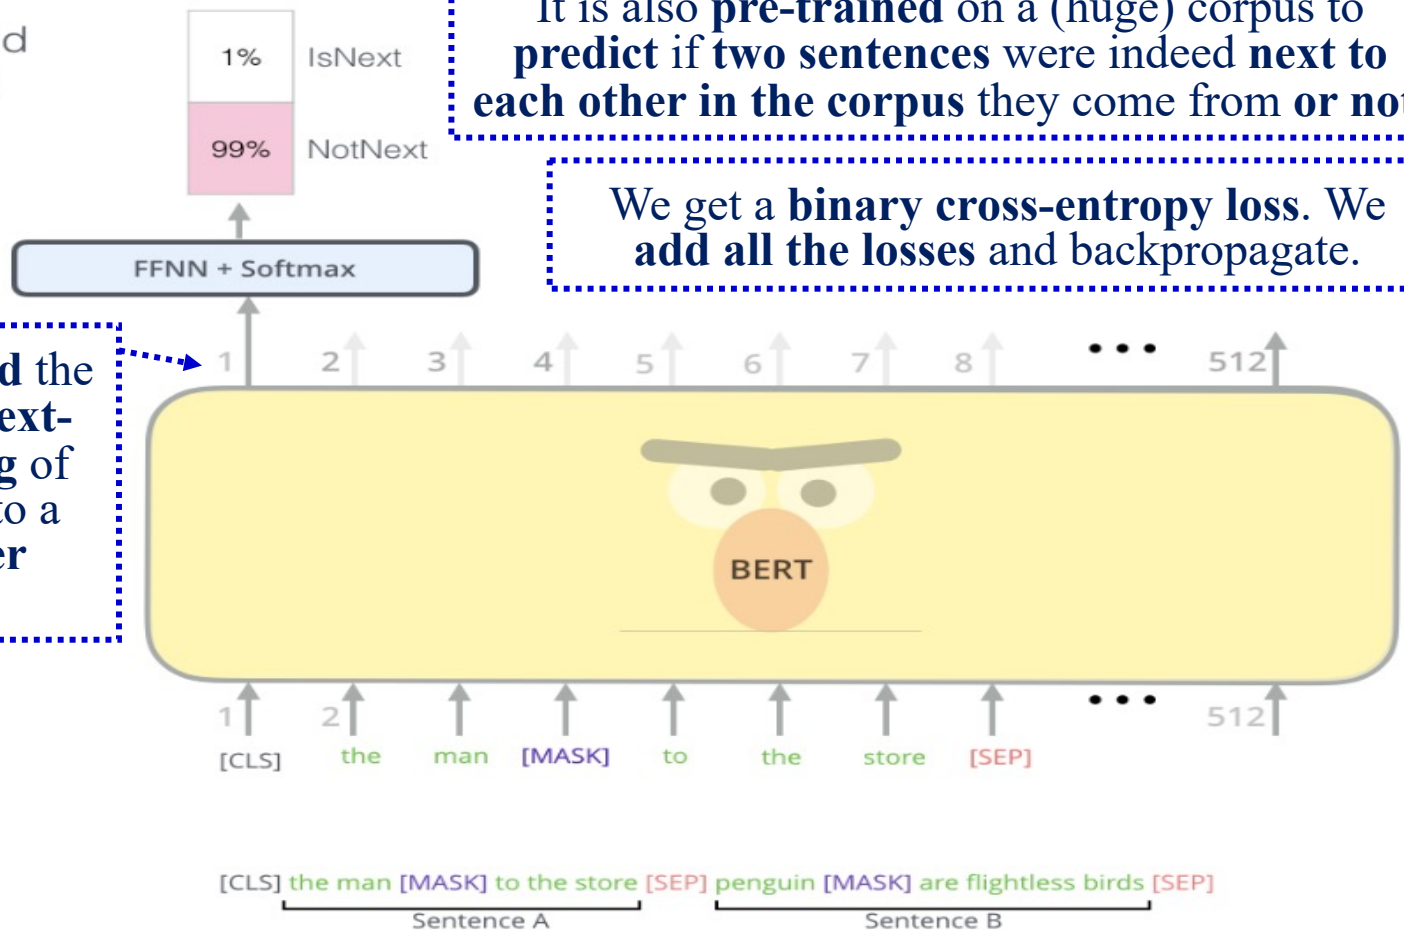 It is also pre-trained on a (huge) corpus to
predict if two sentences were indeed next to
each other in the corpus they come from or not
d
1% IsNext
99% NotNext
We get a binary cross-entropy loss. We
add all the losses and backpropagate.
FFNN + Softmax
d the
ext-
g of
to a
er
1 2 3 4 5 6 7 8 ••• 512
BERT
1 2 ••• 512
[CLS] the man [MASK] to the store [SEP]
[CLS] the man [MASK] to the store [SEP] penguin [MASK] are flightless birds [SEP]
Sentence A Sentence B